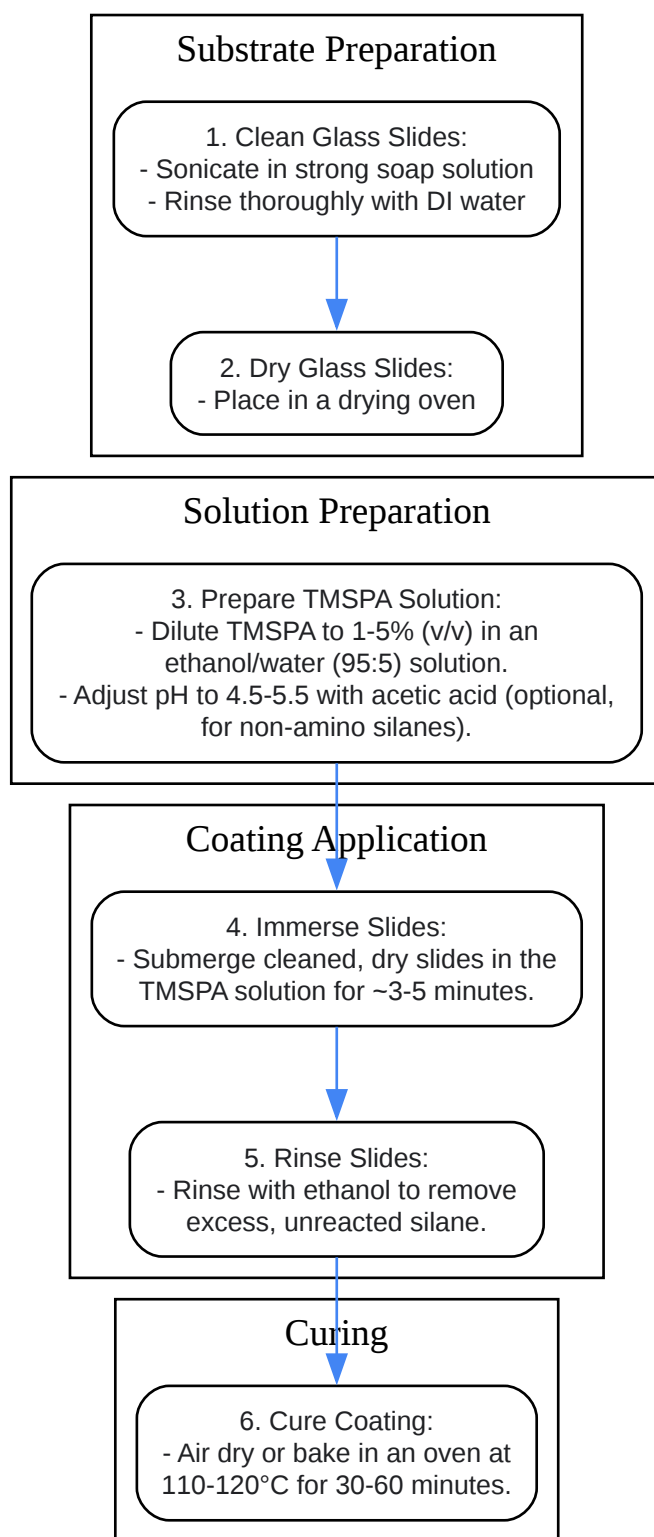 Substrate Preparation
1. Clean Glass Slides:
- Sonicate in strong soap solution
- Rinse thoroughly with DI water
2. Dry Glass Slides:
- Place in a drying oven
Solution Preparation
3. Prepare TMSPA Solution:
- Dilute TMSPA to 1-5% (v/v) in an
ethanol/water (95:5) solution.
- Adjust pH to 4.5-5.5 with acetic acid (optional,
for non-amino silanes).
Coating Application
4. Immerse Slides:
- Submerge cleaned, dry slides in the
TMSPA solution for ~3-5 minutes.
5. Rinse Slides:
- Rinse with ethanol to remove
excess, unreacted silane.
Curing
6. Cure Coating:
- Air dry or bake in an oven at
110-120°C for 30-60 minutes.